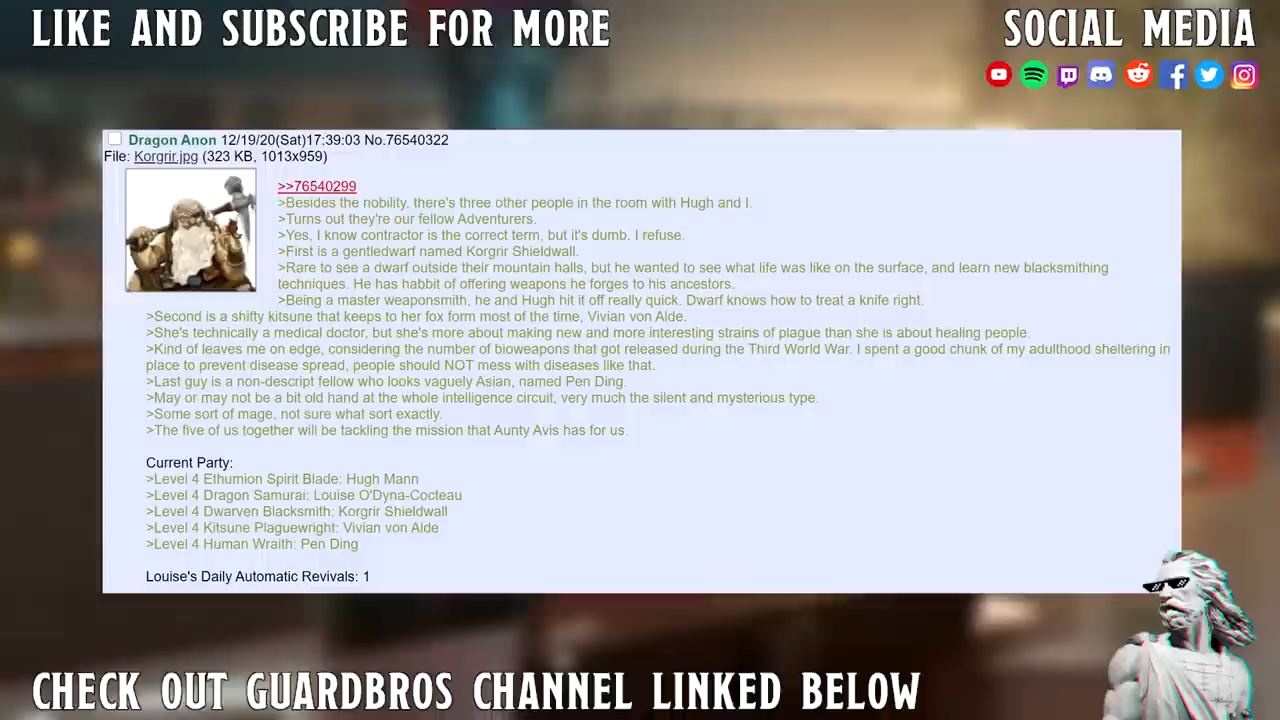 LIKE AND SUBSCRIBE FOR MORE
SOCIAL MEDIA
Dragon Anon 12/19/20(Sat)17:39:03 No.76540322
File: Korgrir.jpg (323 KB, 1013x959)
>>76540299
>Besides the nobility. there's three other people in the room with Hugh and I.
>Turns out they're our fellow Adventurers.
>Yes, I know contractor is the correct term, but it's dumb. I refuse.
>First is a gentledwarf named Korgrir Shieldwall.
>Rare to see a dwarf outside their mountain halls, but he wanted to see what life was like on the surface, and learn new blacksmithing
techniques. He has habbit of offering weapons he forges to his ancestors.
>Being a master weaponsmith, he and Hugh hit it off really quick. Dwarf knows how to treat a knife right.
>Second is a shifty kitsune that keeps to her fox form most of the time, Vivian von Alde.
>She's technically a medical doctor, but she's more about making new and more interesting strains of plague than she is about healing people.
>Kind of leaves me on edge, considering the number of bioweapons that got released during the Third World War. I spent a good chunk of my adulthood sheltering in
place to prevent disease spread, people should NOT mess with diseases like that.
>Last guy is a non-descript fellow who looks vaguely Asian, named Pen Ding.
>May or may not be a bit old hand at the whole intelligence circuit, very much the silent and mysterious type.
>Some sort of mage, not sure what sort exactly.
>The five of us together will be tackling the mission that Aunty Avis has for us.
Current Party:
>Level 4 Ethumion Spirit Blade: Hugh Mann
>Level 4 Dragon Samurai: Louise O'Dyna-Cocteau
>Level 4 Dwarven Blacksmith: Korgrir Shieldwall
>Level 4 Kitsune Plaguewright: Vivian von Alde
>Level 4 Human Wraith: Pen Ding
Louise's Daily Automatic Revivals: 1
CHECK OUT GUARDBROS CHANNEL LINKED BELOW